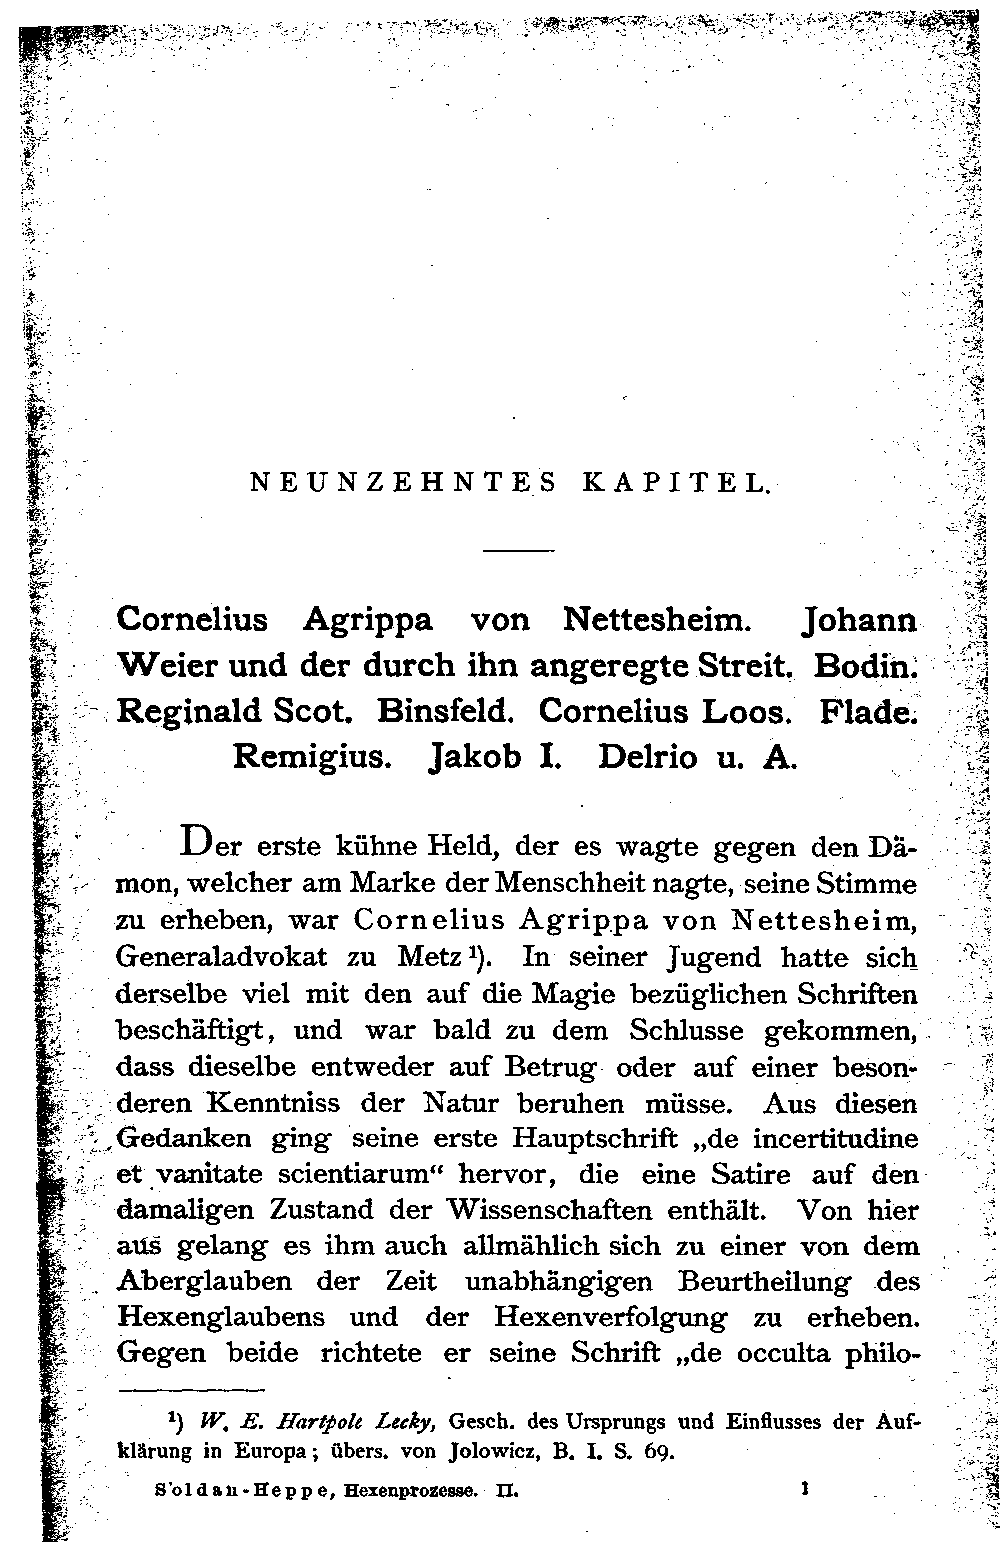 NEUNZEHNTES KAPITEL.
Cornelius Agrippa von Nettesheim. Johann
Weier und der durch ihn angeregte Streit. Bodin.
Reginald Scot. Binsfeld. Cornelius Loos. Flade.
Remigius. Jakob I. Delrio u. A.
Der erste kühne Held, der es wagte gegen den Dä-
mon, welcher am Marke der Menschheit nagte, seine Stimme
zu erheben, war Cornelius Agrippa von Nettesheim,
Generaladvokat zu Metz ¹). In seiner Jugend hatte sich
derselbe viel mit den auf die Magie bezüglichen Schriften
beschäftigt, und war bald zu dem Schlusse gekommen,
dass dieselbe entweder auf Betrug oder auf einer beson-
deren Kenntniss der Natur beruhen müsse. Aus diesen
Gedanken ging seine erste Hauptschrift „de incertitudine
et vanitate scientiarum“ hervor, die eine Satire auf den
damaligen Zustand der Wissenschaften enthält. Von hier
aus gelang es ihm auch allmählich sich zu einer von dem
Aberglauben der Zeit unabhängigen Beurtheilung des
Hexenglaubens und der Hexenverfolgung zu erheben.
Gegen beide richtete er seine Schrift „de occulta philo-
¹) W. E. Hartpole Lecky, Gesch. des Ursprungs und Einflusses der Auf-
klärung in Europa; übers. von Jolowicz, B. I. S. 69.
Soldan-Heppe, Hexenprozesse. II. 1